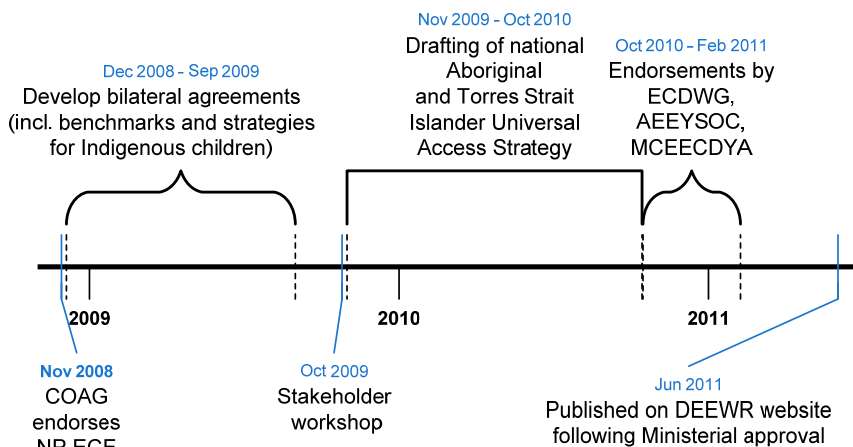 Nov 2009 - Oct 2010
Drafting of national
Aboriginal
and Torres Strait
Islander Universal
Access Strategy
Oct 2010 – Feb 2011
Endorsements by
ECDWG,
AEEYSOC,
MCEECDYA
Dec 2008 – Sep 2009
Develop bilateral agreements
(incl. benchmarks and strategies
for Indigenous children)
2009
2010
2011
Nov 2008
COAG
endorses
NP ECE
Oct 2009
Stakeholder
workshop
Jun 2011
Published on DEEWR website
following Ministerial approval